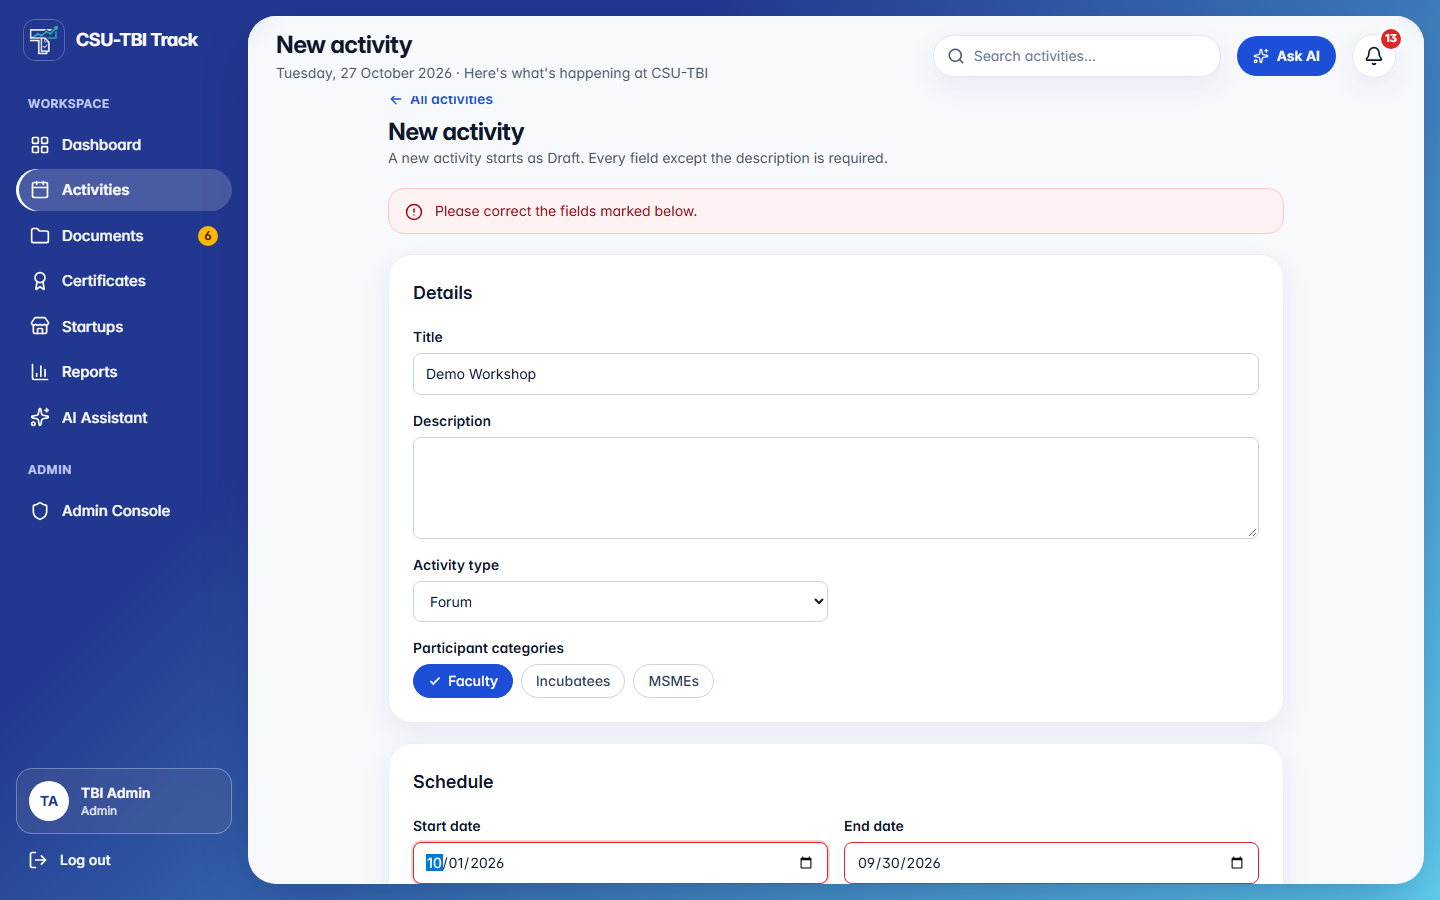 CSU-TBI Track
WORKSPACE
Dashboard
Activities
Documents
6
Certificates
Startups
Reports
AI Assistant
ADMIN
Admin Console
TA
TBI Admin
Admin
Log out
New activity
Tuesday, 27 October 2026 · Here's what's happening at CSU-TBI
Search activities...
Ask AI
13
All activities
New activity
A new activity starts as Draft. Every field except the description is required.
Please correct the fields marked below.
Details
Title
Demo Workshop
Description
Activity type
Forum
Participant categories
Faculty
Incubatees
MSMEs
Schedule
Start date
End date
10/01/2026
09/30/2026